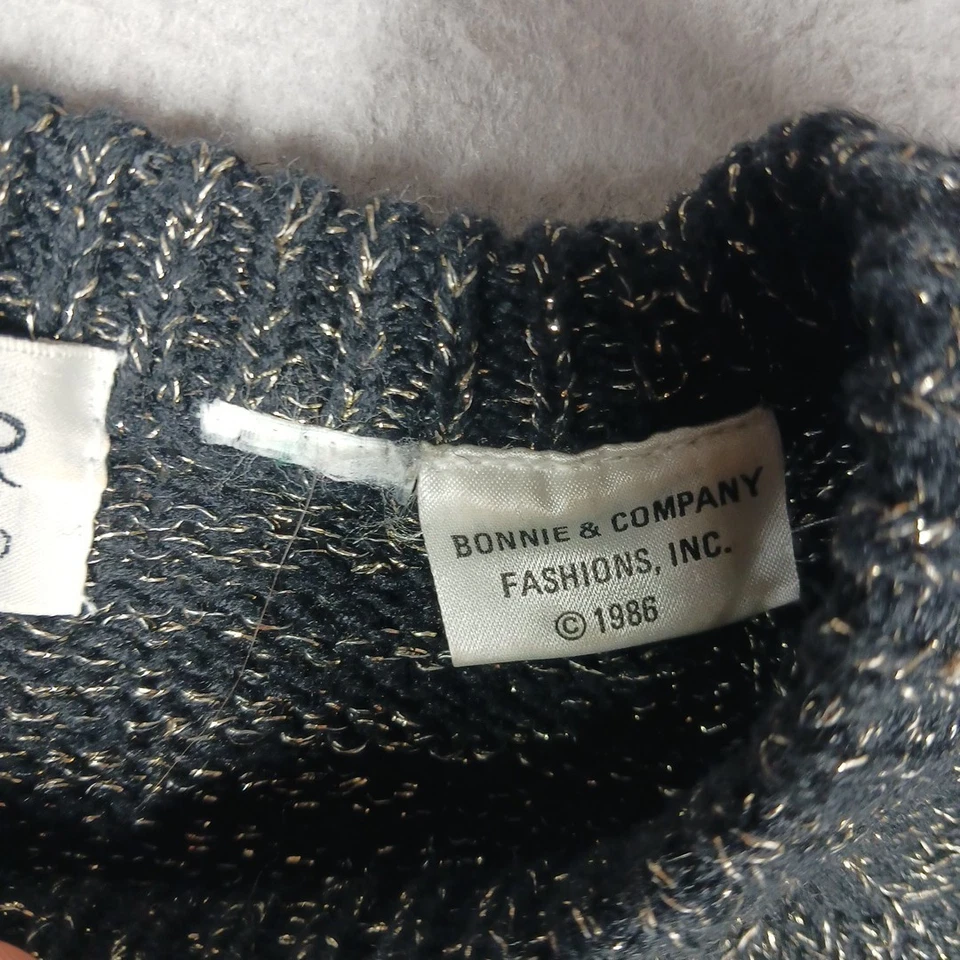 BONNIE & COMPANY
FASHIONS, INC.
© 1986